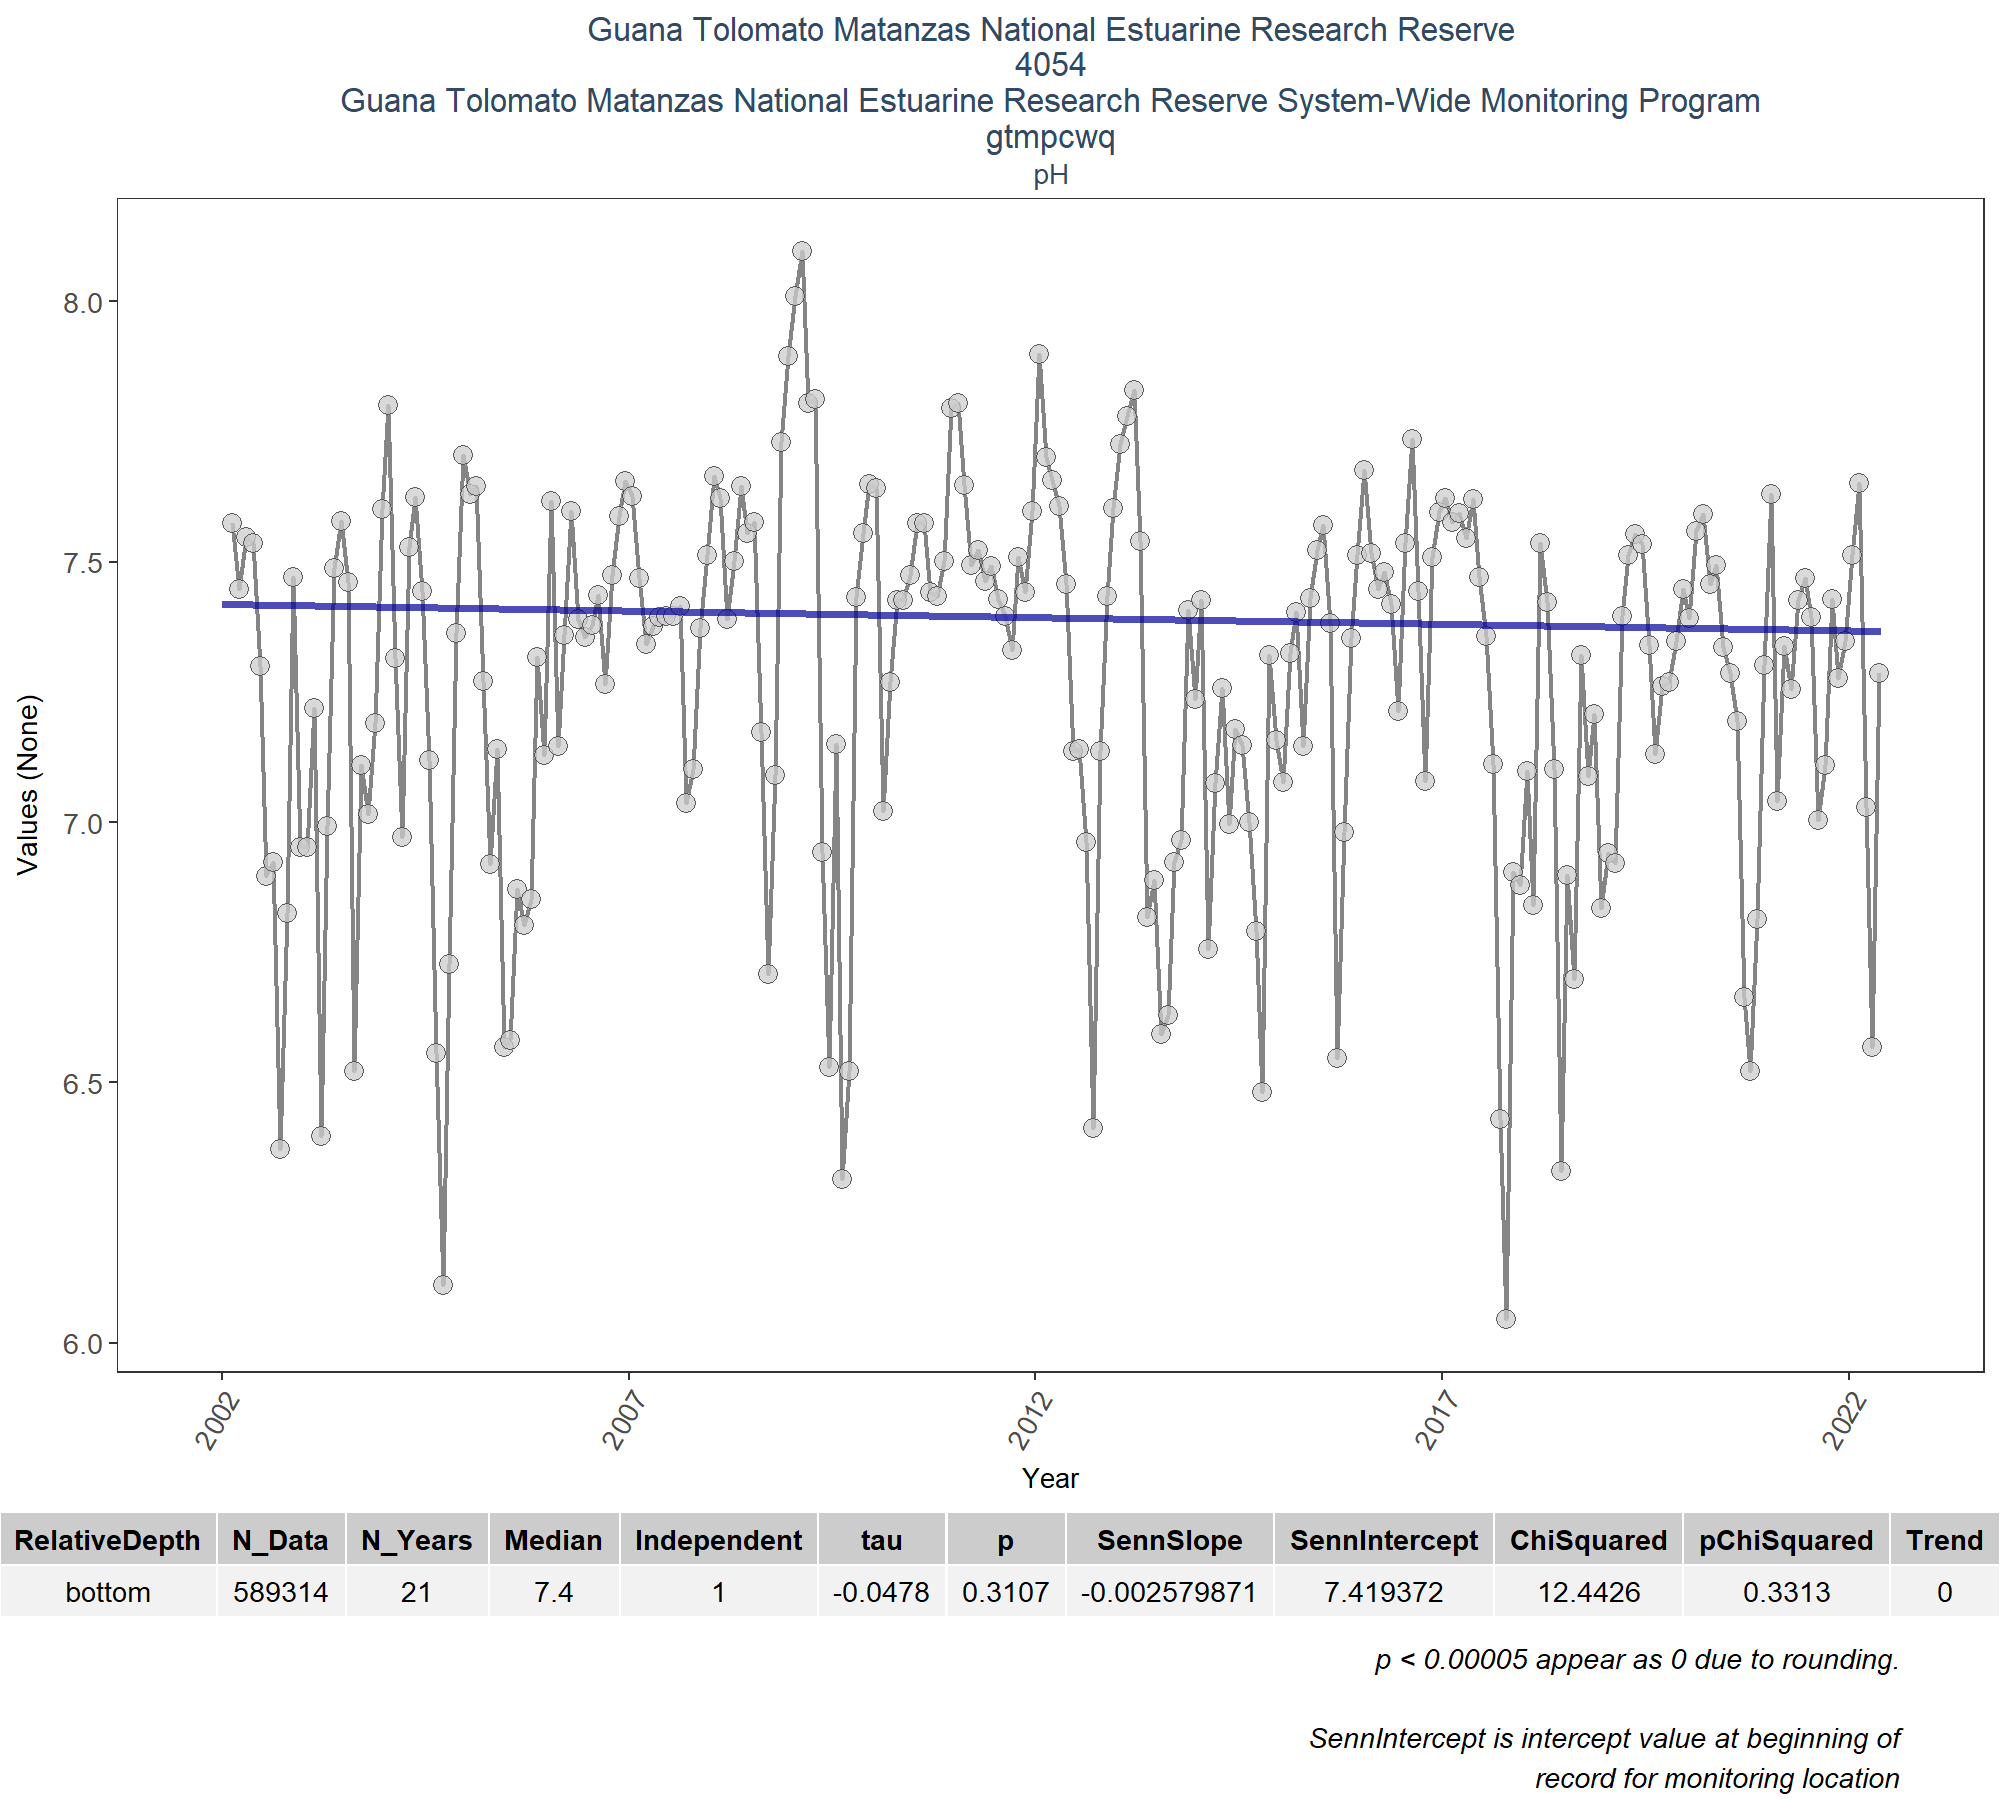 Guana Tolomato Matanzas National Estuarine Research Reserve
4054
Guana Tolomato Matanzas National Estuarine Research Reserve System-Wide Monitoring Program
gtmpcwq
pH
Values (None)
8.0
7.5
7.0
6.5
6.0
2002 2007 2012 2017 2022
Year
RelativeDepth N_Data N_Years Median Independent tau p SennSlope SennIntercept ChiSquared pChiSquared Trend
bottom 589314 21 7.4 1 -0.0478 0.3107 -0.002579871 7.419372 12.4426 0.3313 0
p < 0.00005 appear as 0 due to rounding.
SennIntercept is intercept value at beginning of
record for monitoring location